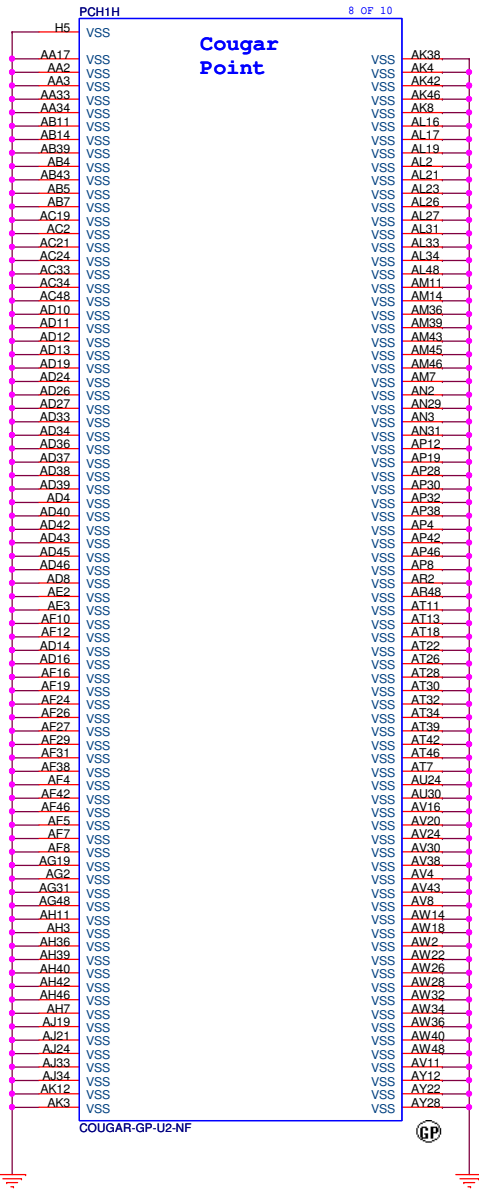 PCH1H
8 OF 10
Cougar
Point
H5 VSS
AA17 VSS
AA2 VSS
AA3 VSS
AA33 VSS
AA34 VSS
AB11 VSS
AB14 VSS
AB39 VSS
AB4 VSS
AB43 VSS
AB5 VSS
AB7 VSS
AC19 VSS
AC2 VSS
AC21 VSS
AC24 VSS
AC33 VSS
AC34 VSS
AC48 VSS
AD10 VSS
AD11 VSS
AD12 VSS
AD13 VSS
AD19 VSS
AD24 VSS
AD26 VSS
AD27 VSS
AD33 VSS
AD34 VSS
AD36 VSS
AD37 VSS
AD38 VSS
AD39 VSS
AD4 VSS
AD40 VSS
AD42 VSS
AD43 VSS
AD45 VSS
AD46 VSS
AD8 VSS
AE2 VSS
AE3 VSS
AF10 VSS
AF12 VSS
AD14 VSS
AD16 VSS
AF16 VSS
AF19 VSS
AF24 VSS
AF26 VSS
AF27 VSS
AF29 VSS
AF31 VSS
AF38 VSS
AF4 VSS
AF42 VSS
AF46 VSS
AF5 VSS
AF7 VSS
AF8 VSS
AG19 VSS
AG2 VSS
AG31 VSS
AG48 VSS
AH11 VSS
AH3 VSS
AH36 VSS
AH39 VSS
AH40 VSS
AH42 VSS
AH46 VSS
AH7 VSS
AJ19 VSS
AJ21 VSS
AJ24 VSS
AJ33 VSS
AJ34 VSS
AK12 VSS
AK3 VSS
VSS AK38
VSS AK4
VSS AK42
VSS AK46
VSS AK8
VSS AL16
VSS AL17
VSS AL19
VSS AL2
VSS AL21
VSS AL23
VSS AL26
VSS AL27
VSS AL31
VSS AL33
VSS AL34
VSS AL48
VSS AM11
VSS AM14
VSS AM36
VSS AM39
VSS AM43
VSS AM45
VSS AM46
VSS AM7
VSS AN2
VSS AN29
VSS AN3
VSS AN31
VSS AP12
VSS AP19
VSS AP28
VSS AP30
VSS AP32
VSS AP38
VSS AP4
VSS AP42
VSS AP46
VSS AP8
VSS AR2
VSS AR48
VSS AT11
VSS AT13
VSS AT18
VSS AT22
VSS AT26
VSS AT28
VSS AT30
VSS AT32
VSS AT34
VSS AT39
VSS AT42
VSS AT46
VSS AT7
VSS AU24
VSS AU30
VSS AV16
VSS AV20
VSS AV24
VSS AV30
VSS AV38
VSS AV4
VSS AV43
VSS AV8
VSS AW14
VSS AW18
VSS AW2
VSS AW22
VSS AW26
VSS AW28
VSS AW32
VSS AW34
VSS AW36
VSS AW40
VSS AW48
VSS AV11
VSS AY12
VSS AY22
VSS AY28
COUGAR-GP-U2-NF
GP